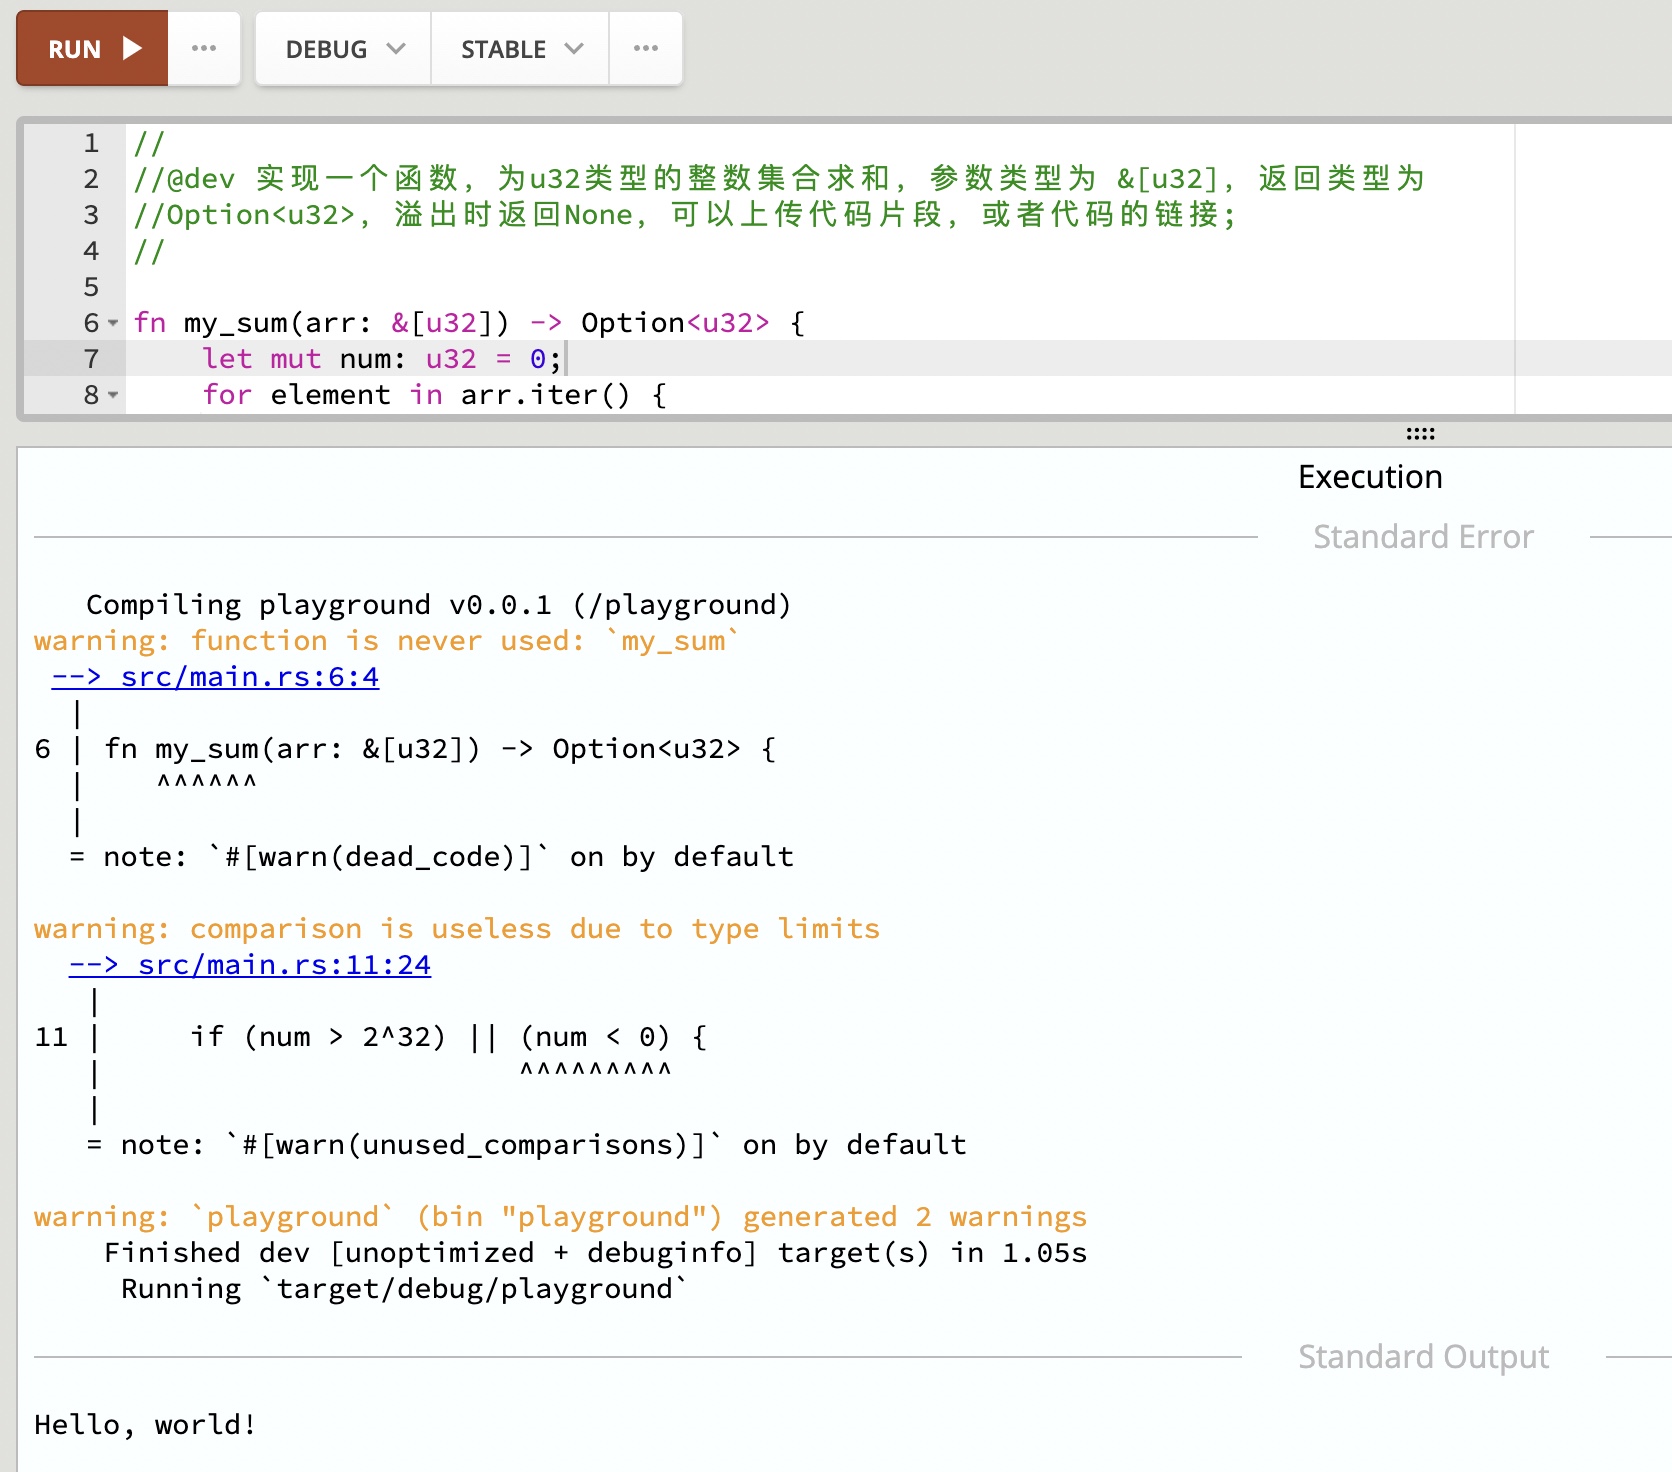 RUN ▶ ··· DEBUG STABLE ···
1 //
2 //@dev 实现一个函数, 为u32类型的整数集合求和, 参数类型为 &[u32], 返回类型为
3 //Option<u32>, 溢出时返回None, 可以上传代码片段, 或者代码的链接;
4 //
5
6 fn my_sum(arr: &[u32]) -> Option<u32> {
7     let mut num: u32 = 0;
8     for element in arr.iter() {
Execution
Standard Error
   Compiling playground v0.0.1 (/playground)
warning: function is never used: `my_sum`
 --> src/main.rs:6:4
  |
6 | fn my_sum(arr: &[u32]) -> Option<u32> {
  |    ^^^^^^
  |
  = note: `#[warn(dead_code)]` on by default
warning: comparison is useless due to type limits
  --> src/main.rs:11:24
   |
11 |     if (num > 2^32) || (num < 0) {
   |                        ^^^^^^^^^
   |
   = note: `#[warn(unused_comparisons)]` on by default
warning: `playground` (bin "playground") generated 2 warnings
    Finished dev [unoptimized + debuginfo] target(s) in 1.05s
     Running `target/debug/playground`
Standard Output
Hello, world!